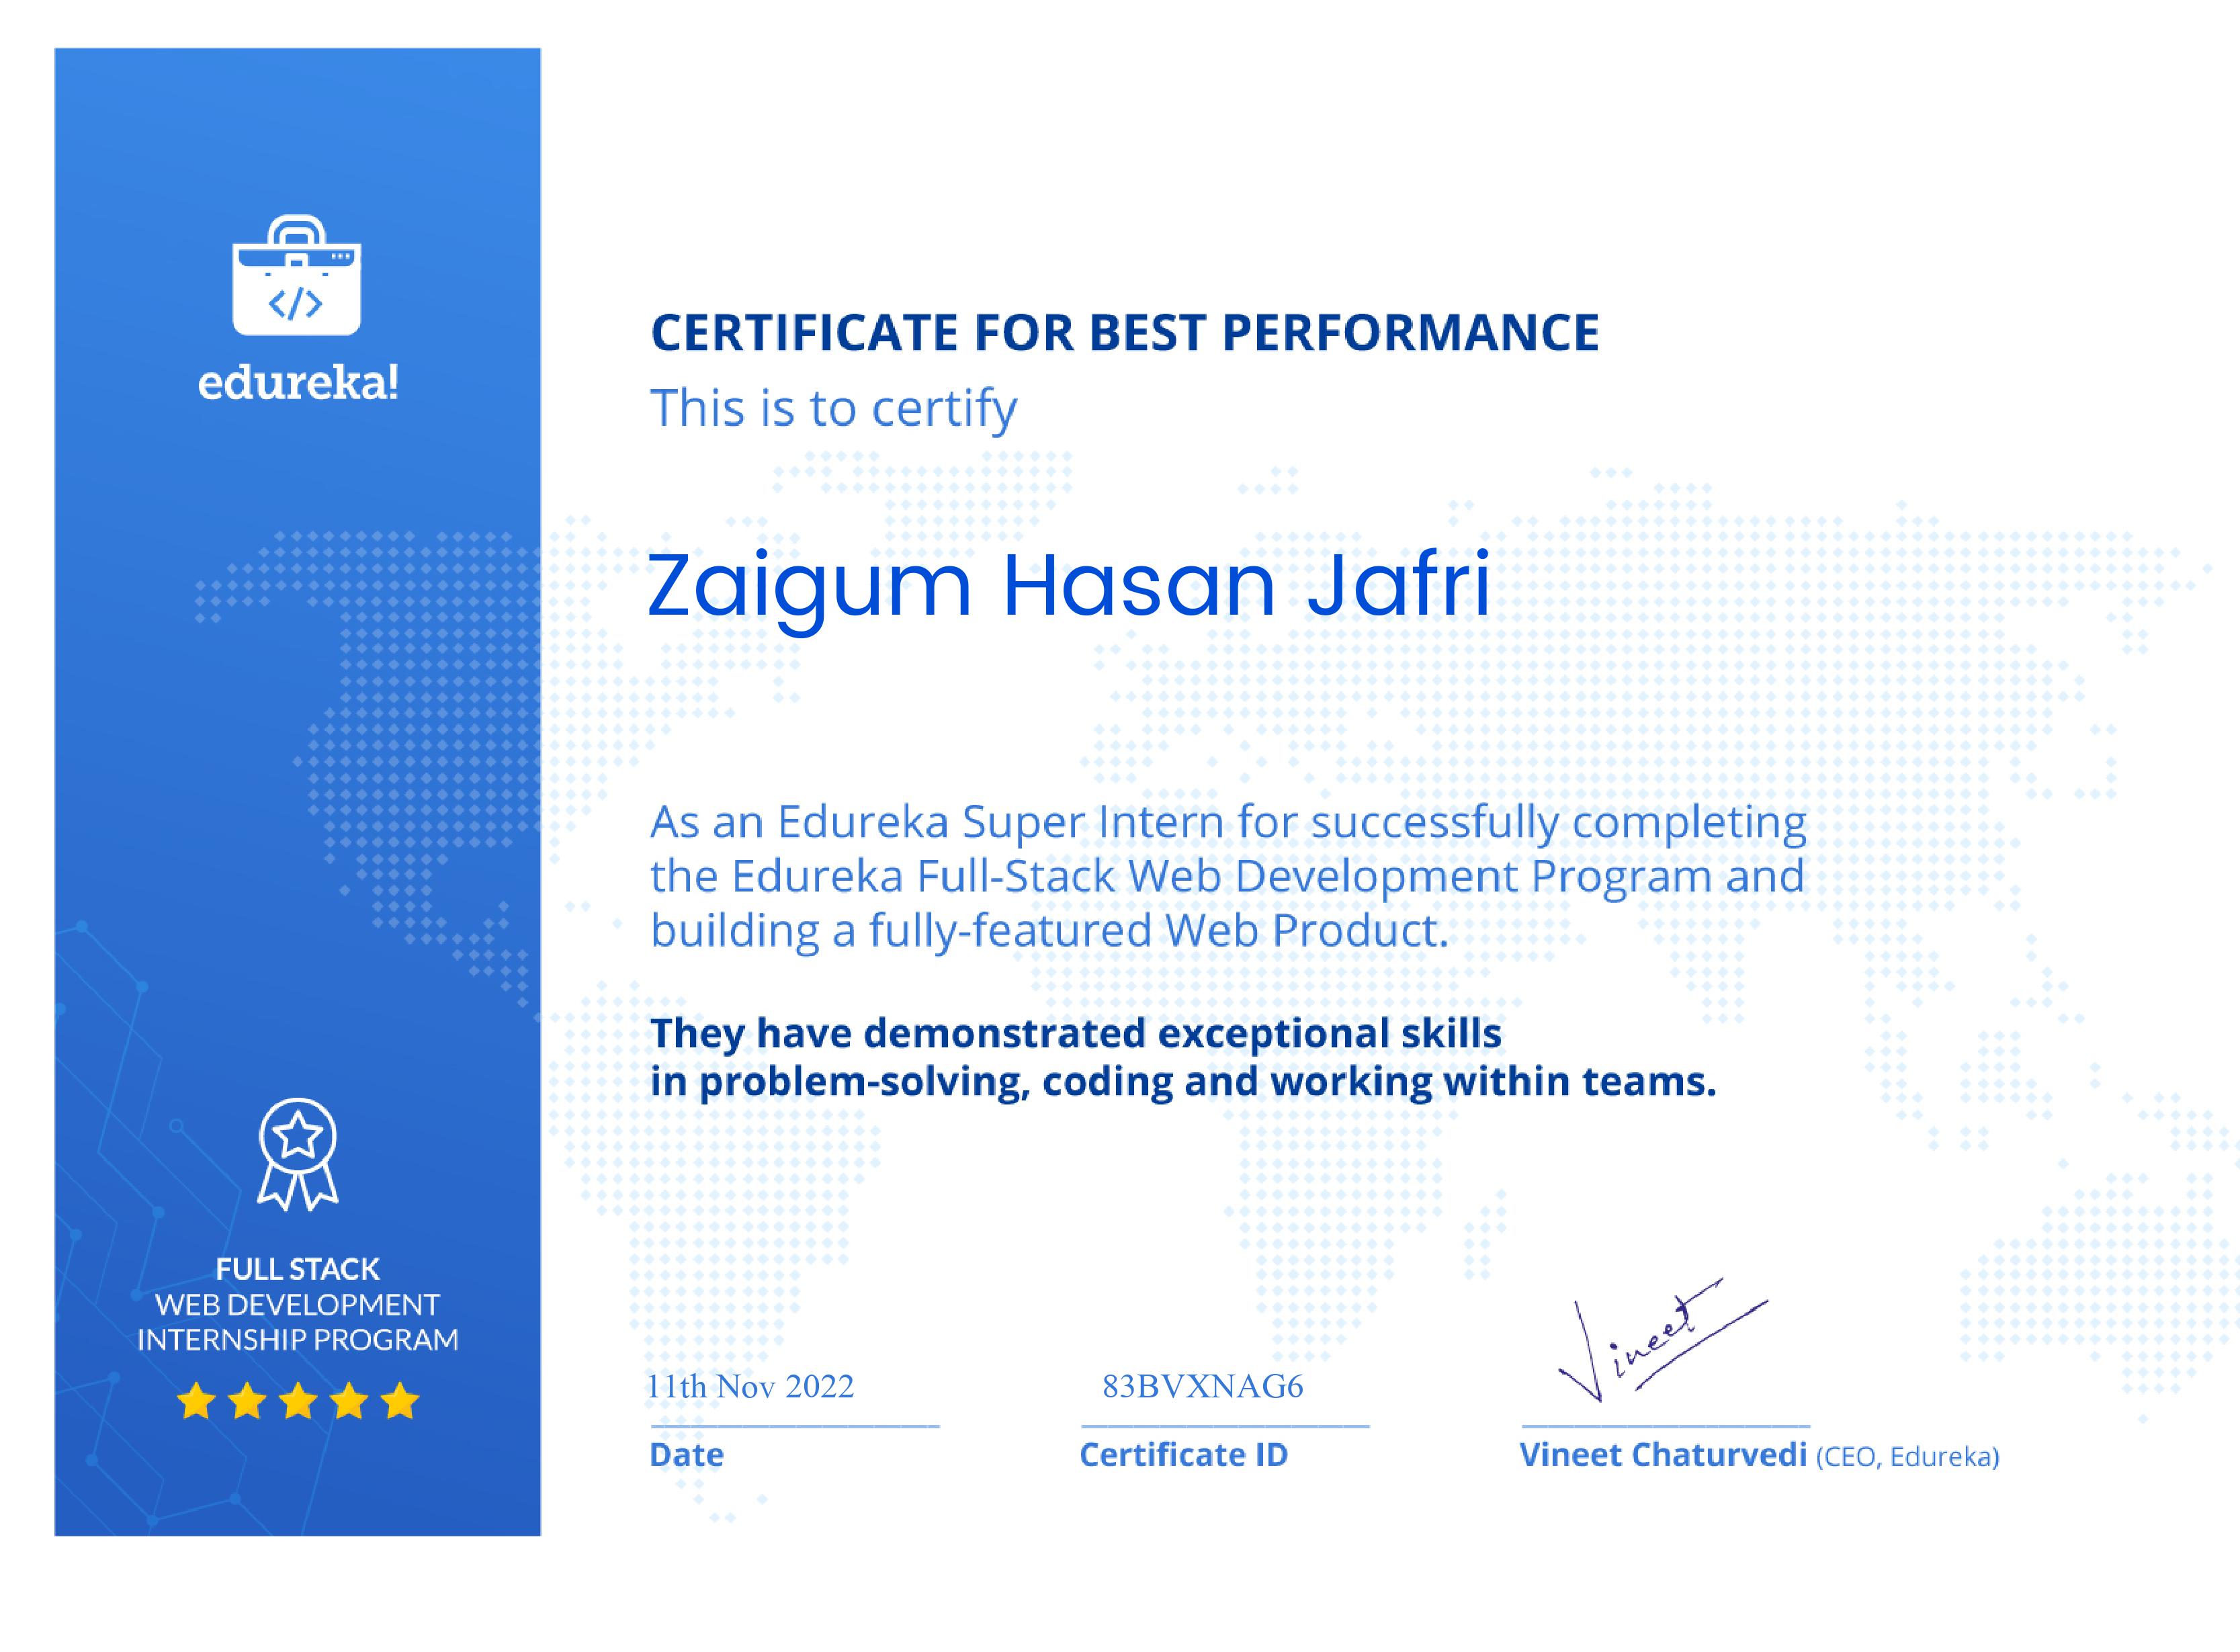 edureka!
CERTIFICATE FOR BEST PERFORMANCE
This is to certify
Zaigum Hasan Jafri
As an Edureka Super Intern for successfully completing
the Edureka Full-Stack Web Development Program and
building a fully-featured Web Product.
They have demonstrated exceptional skills
in problem-solving, coding and working within teams.
FULL STACK
WEB DEVELOPMENT
INTERNSHIP PROGRAM
11th Nov 2022
Date
83BVXNAG6
Certificate ID
Vineet
Vineet Chaturvedi (CEO, Edureka)